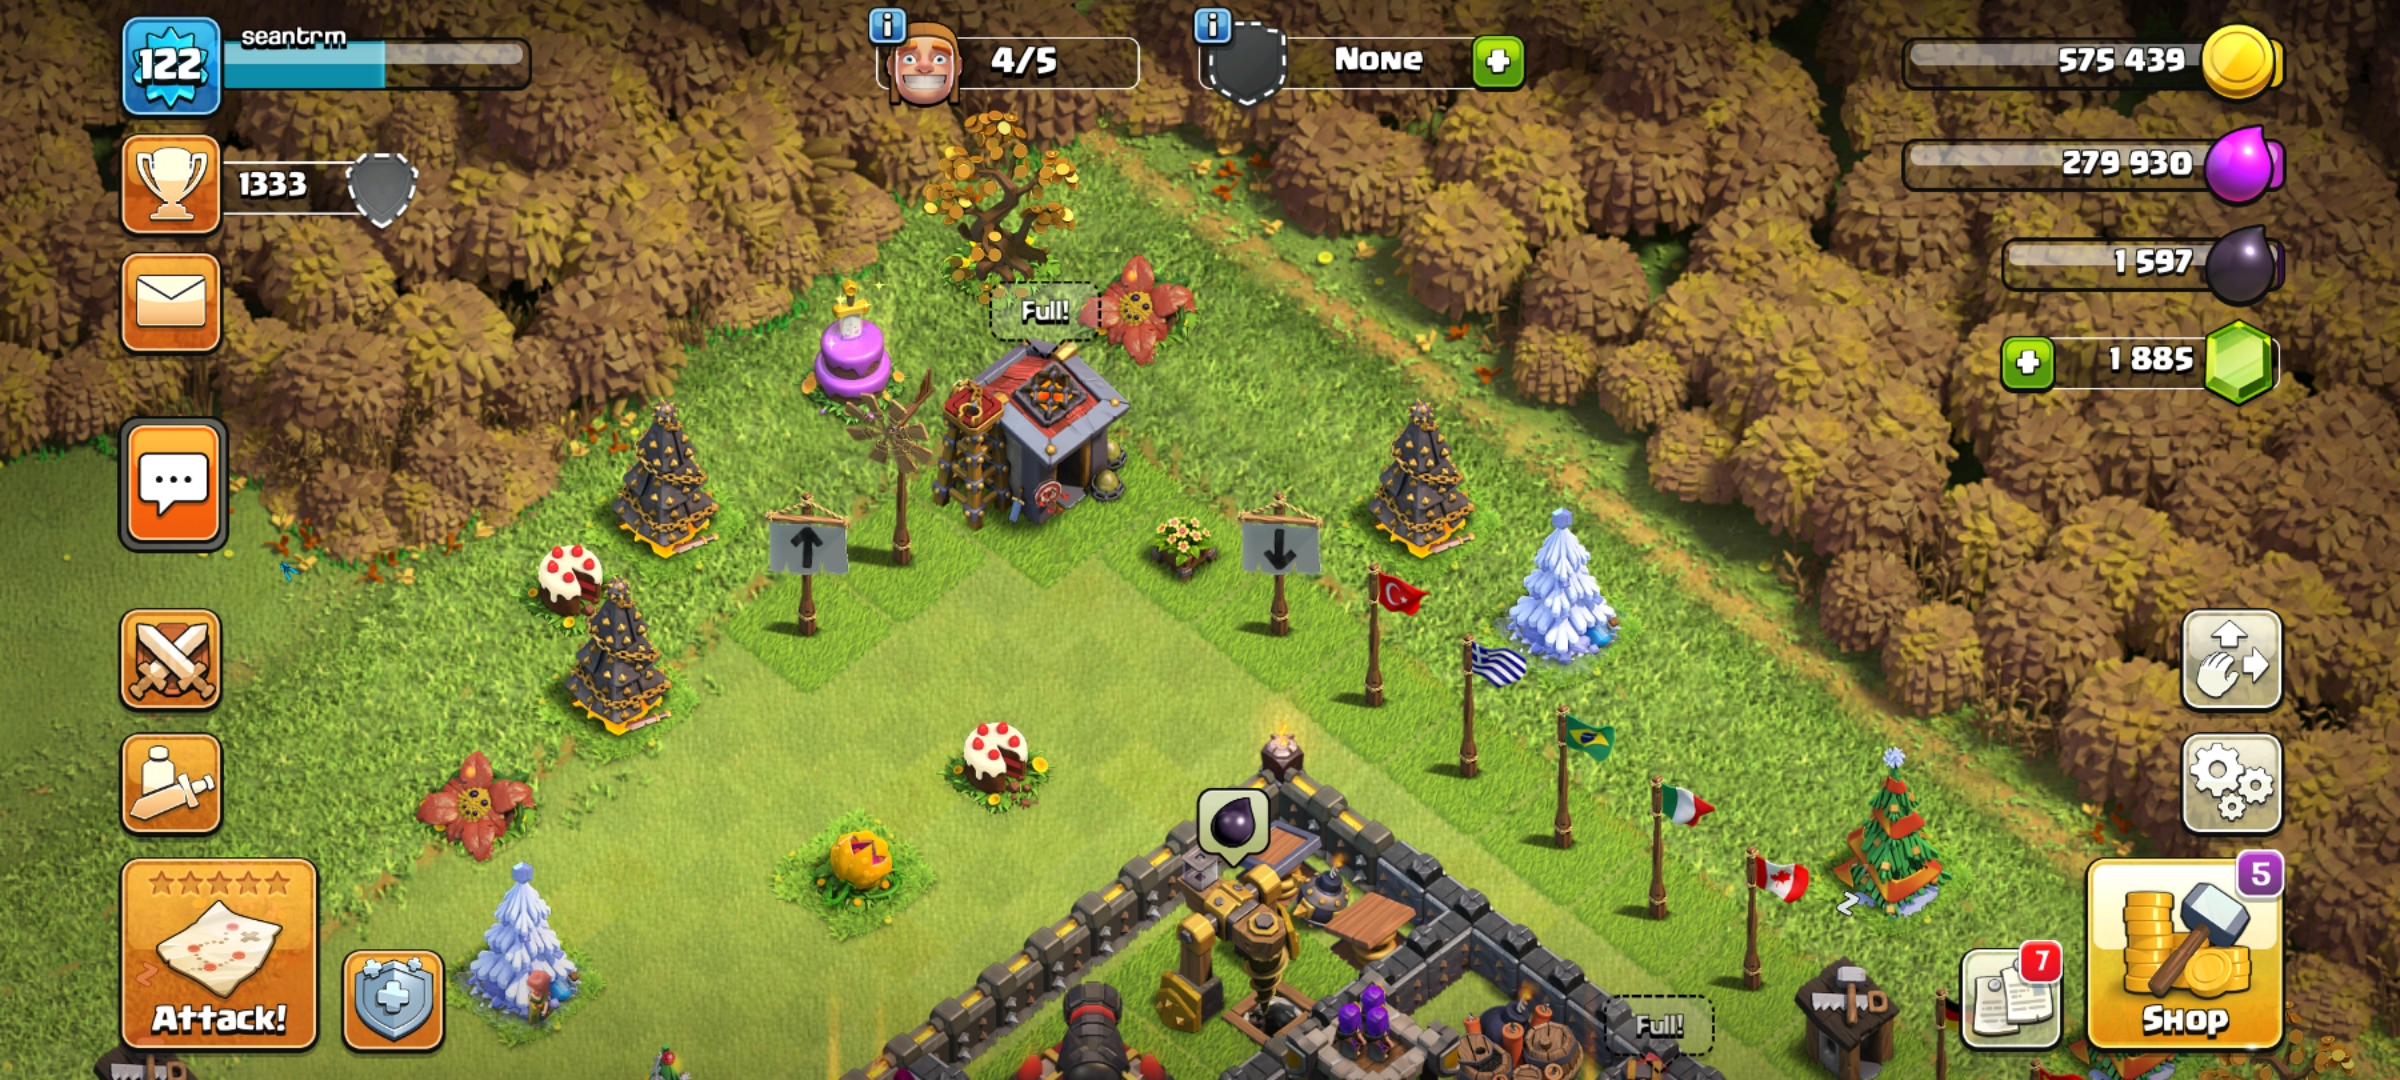 122
seantrm
i
4/5
i
None
575 439
1333
279 930
1 597
1 885
Full!
5
7
Full!
Attack!
Shop
z
z